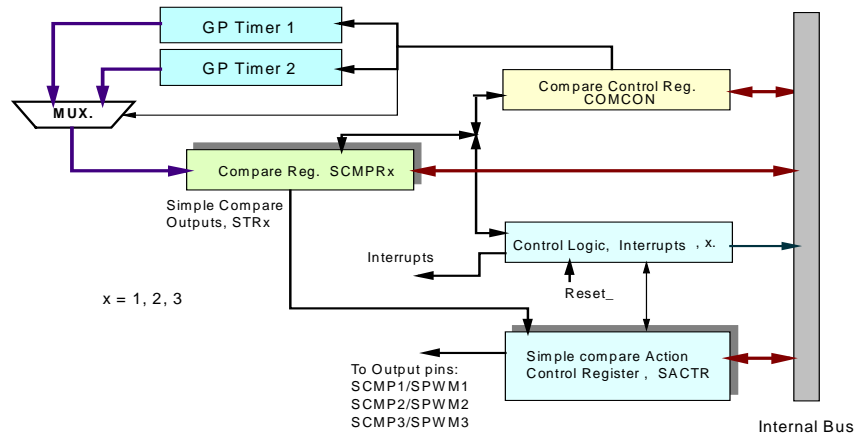 GP Timer 1
GP Timer 2
MUX.
Compare Control Reg.
COMCON
Compare Reg. SCMPRx
Simple Compare
Outputs, STRx
Control Logic, Interrupts , x.
Interrupts
Reset_
x = 1, 2, 3
Simple compare Action
Control Register , SACTR
To Output pins:
SCMP1/SPWM1
SCMP2/SPWM2
SCMP3/SPWM3
Internal Bus